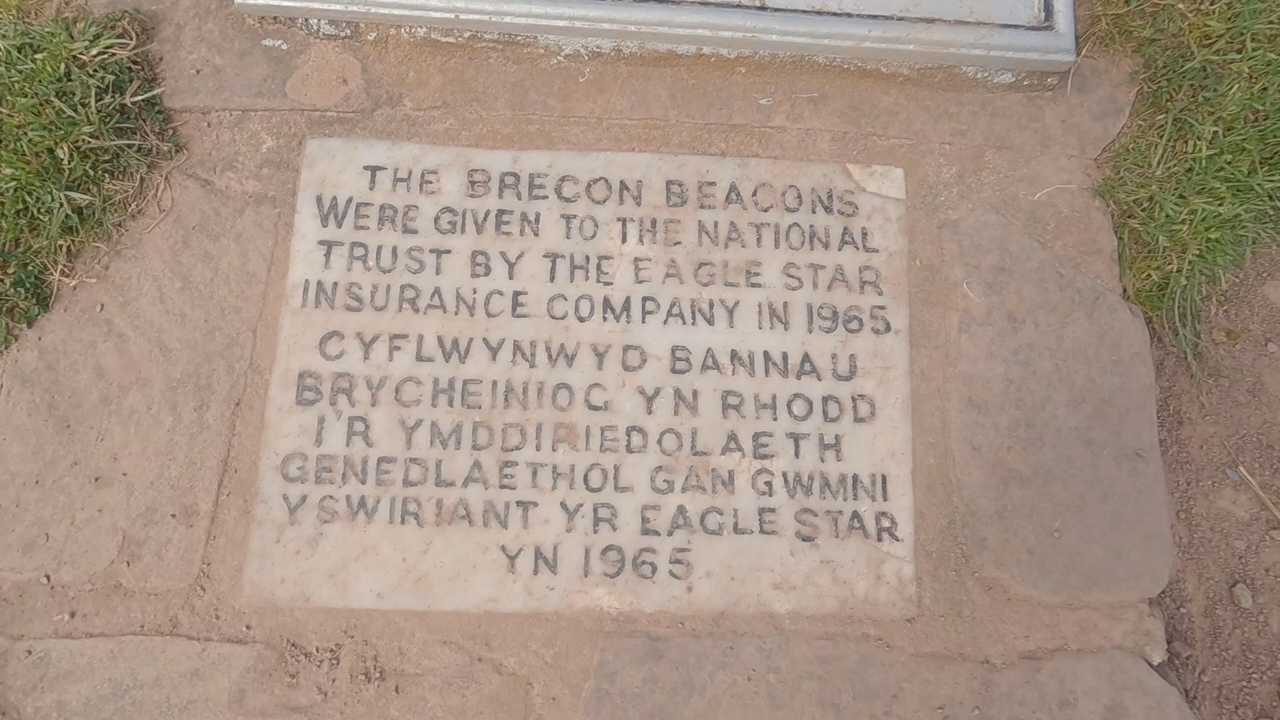 THE BRECON BEACONS
WERE GIVEN TO THE NATIONAL
TRUST BY THE EAGLE STAR
INSURANCE COMPANY IN 1965.
CYFLWYNWYD BANNAU
BRYCHEINIOG YN RHODD
I'R YMDDIRIEDOLAETH
GENEDLAETHOL GAN GWMNI
YSWIRIANT YR EAGLE STAR
YN 1965